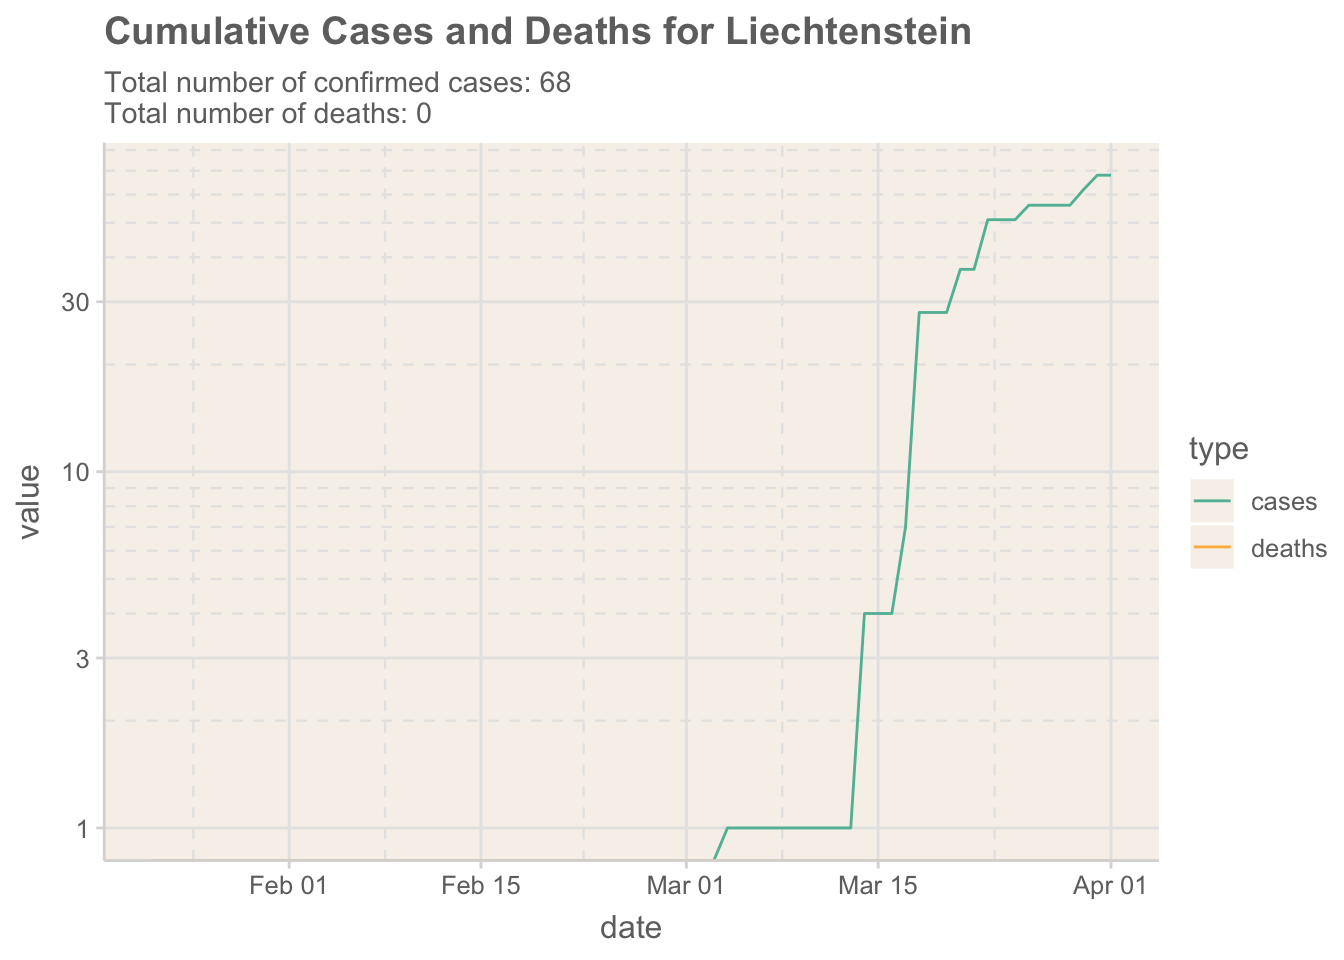 Cumulative Cases and Deaths for Liechtenstein
Total number of confirmed cases: 68
Total number of deaths: 0
value
30
10
3
1
Feb 01
Feb 15
Mar 01
Mar 15
Apr 01
date
type
cases
deaths